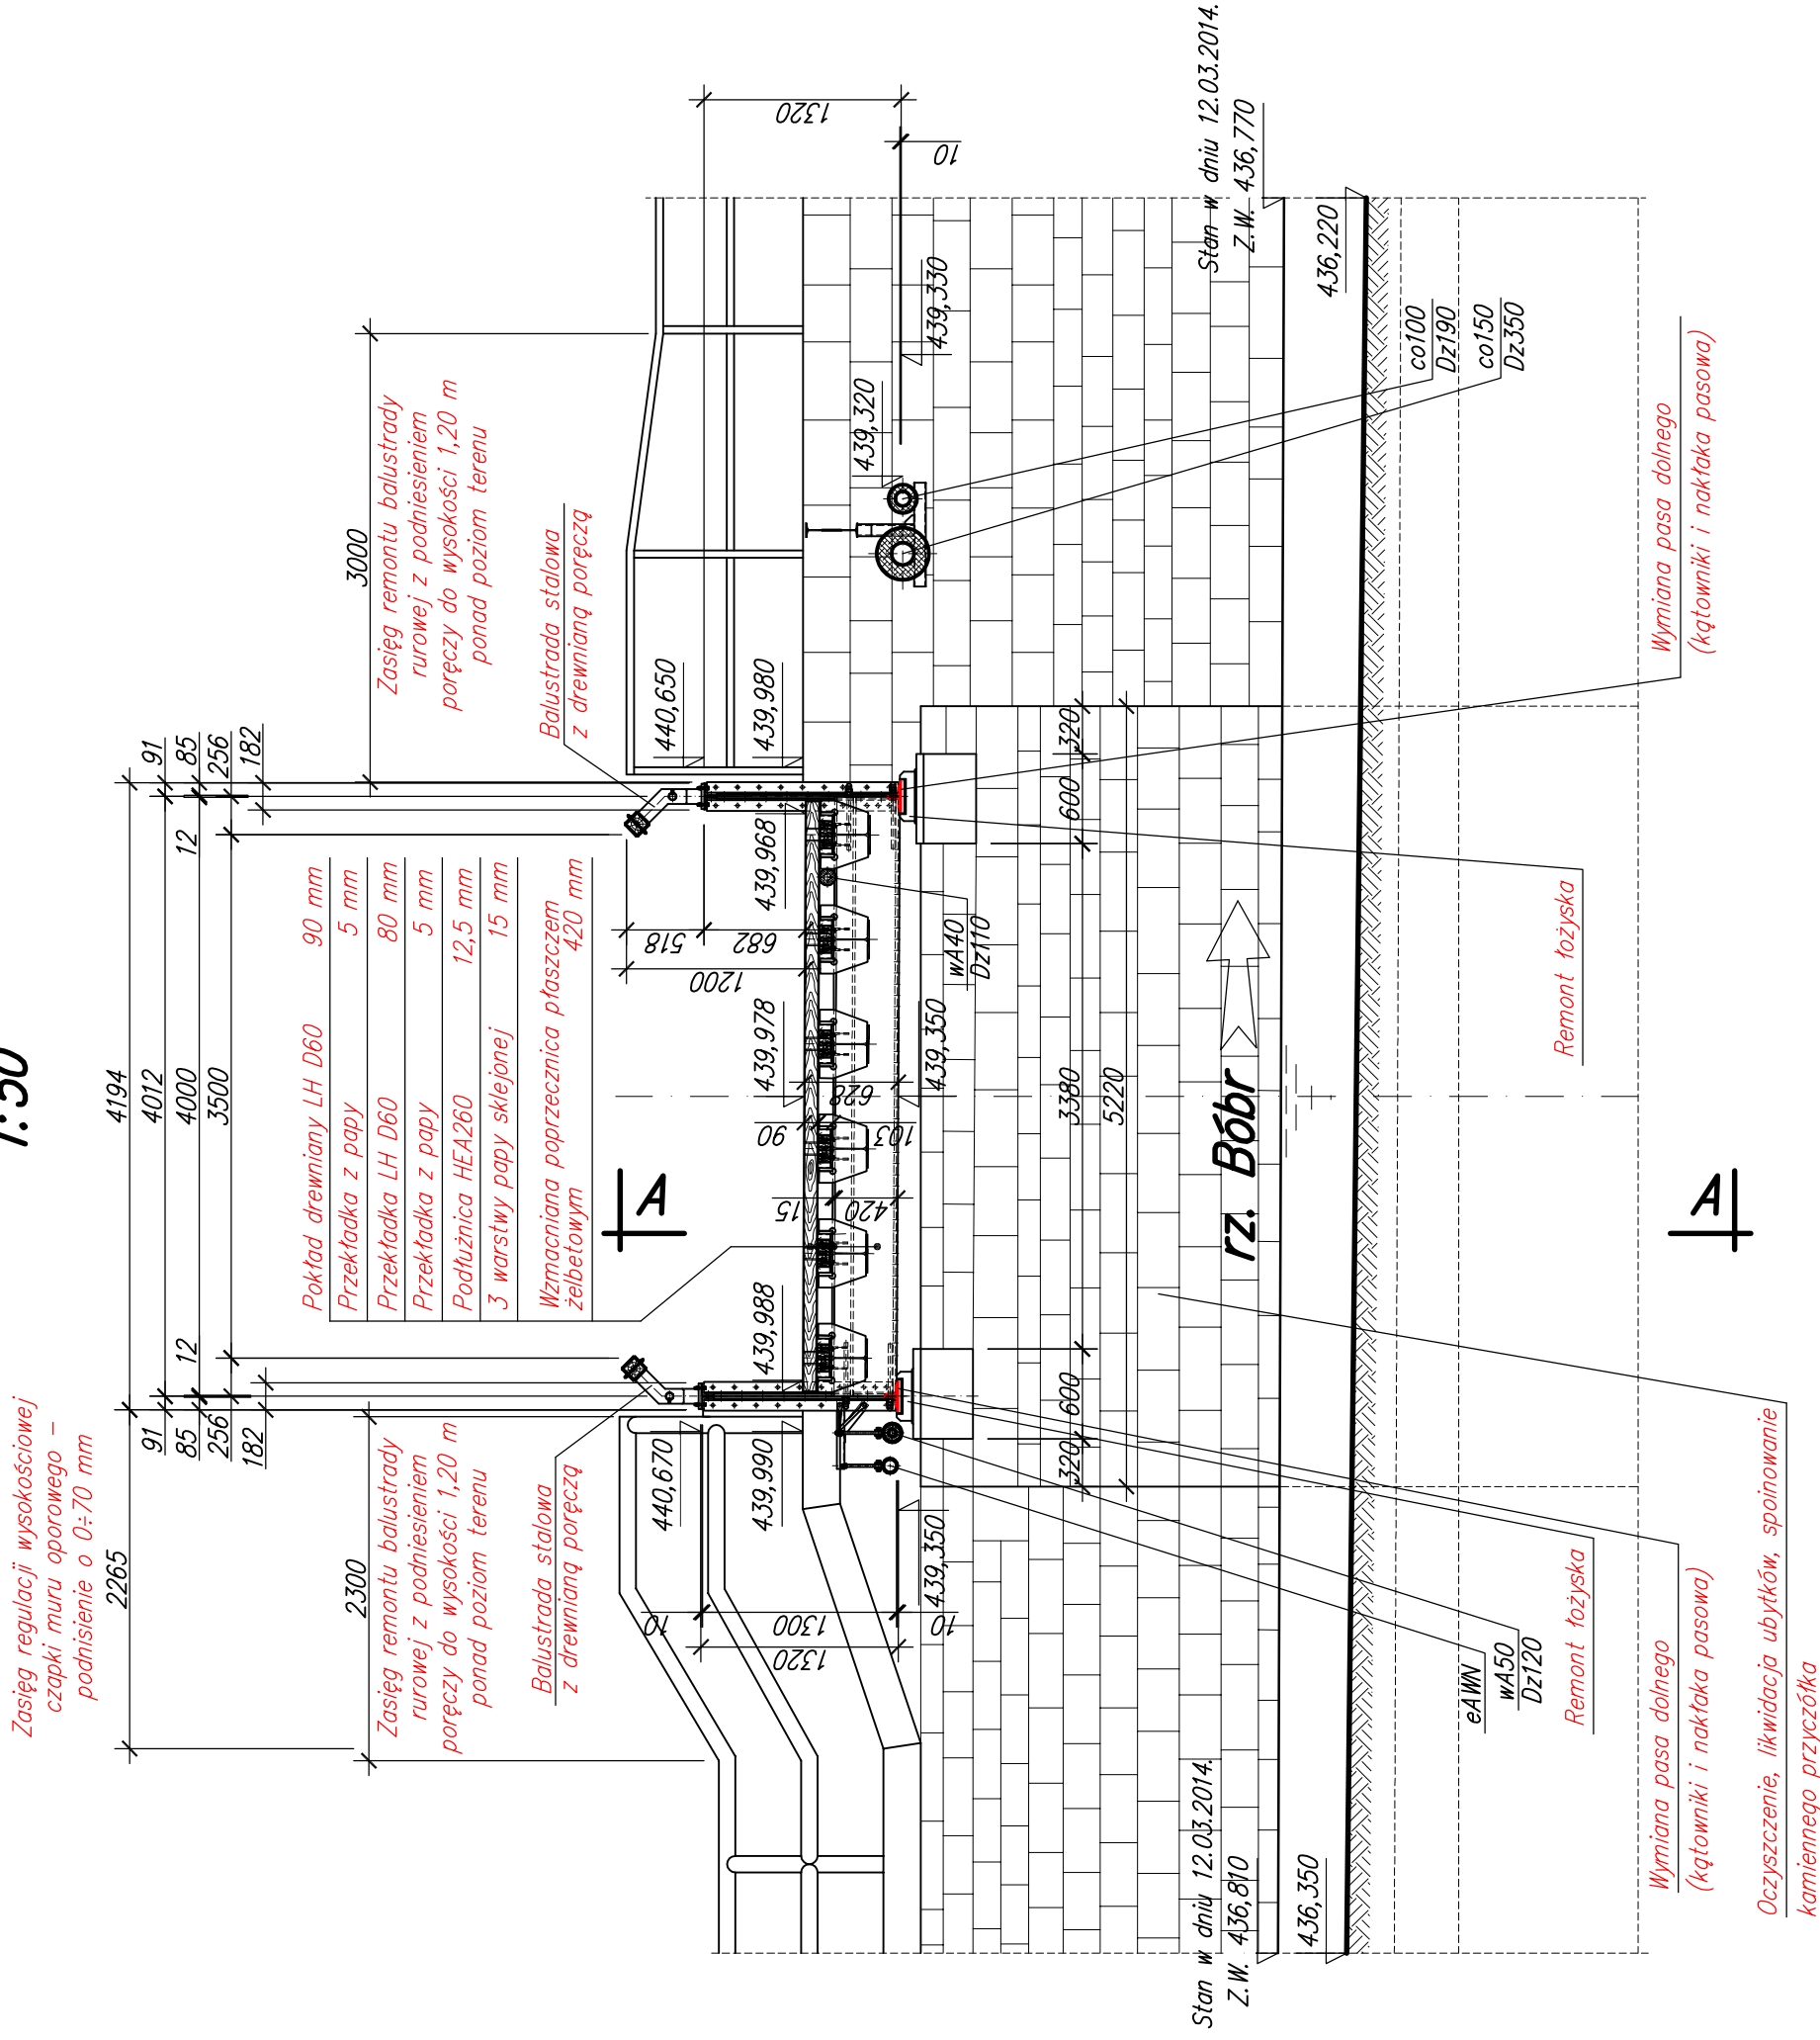 1:50
Zasięg regulacji wysokościowej
czapki muru oporowego –
podnisienie o 0÷70 mm
2265
4194
91
4012
91
85
12
4000
12
85
256
3500
256
182
182
2300
3000
Zasięg remontu balustrady
rurowej z podniesieniem
poręczy do wysokości 1,20 m
ponad poziom terenu
Balustrada stalowa
z drewnianą poręczą
Pokład drewniany LH D60 90 mm
Przekładka z papy 5 mm
Przekładka LH D60 80 mm
Przekładka z papy 5 mm
Podłużnica HEA260 12,5 mm
3 warstwy papy sklejonej 15 mm
Wzmacniana poprzecznica płaszczem
żelbetowym 420 mm
Zasięg remontu balustrady
rurowej z podniesieniem
poręczy do wysokości 1,20 m
ponad poziom terenu
Balustrada stalowa
z drewnianą poręczą
A
518
682
1200
440,670
439,990
439,988
439,978
439,968
440,650
439,980
10
1300
1320
10
439,350
15
420
90
103
628
439,350
wA40
Dz110
439,320
439,330
1320
10
320
600
3380
600
320
5220
rz. Bóbr
Stan w dniu 12.03.2014.
Z.W. 436,810
436,350
Stan w dniu 12.03.2014.
Z.W. 436,770
436,220
co100
Dz190
co150
Dz350
eAWN
wA50
Dz120
Remont łożyska
Remont łożyska
Wymiana pasa dolnego
(kątowniki i nakłaka pasowa)
Wymiana pasa dolnego
(kątowniki i nakłaka pasowa)
A
Oczyszczenie, likwidacja ubytków, spoinowanie
kamiennego przyczółka